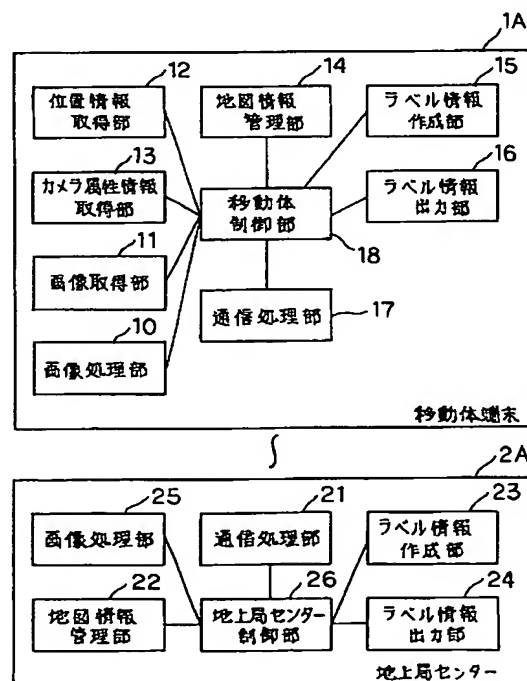 1A
12
位置情報
取得部
14
地図情報
管理部
15
ラベル情報
作成部
13
カメラ属性情報
取得部
16
ラベル情報
出力部
移動体
制御部
18
11
画像取得部
17
通信処理部
10
画像処理部
移動体端末
2A
25
画像処理部
21
通信処理部
23
ラベル情報
作成部
22
地図情報
管理部
26
地上局センター
制御部
24
ラベル情報
出力部
地上局センター